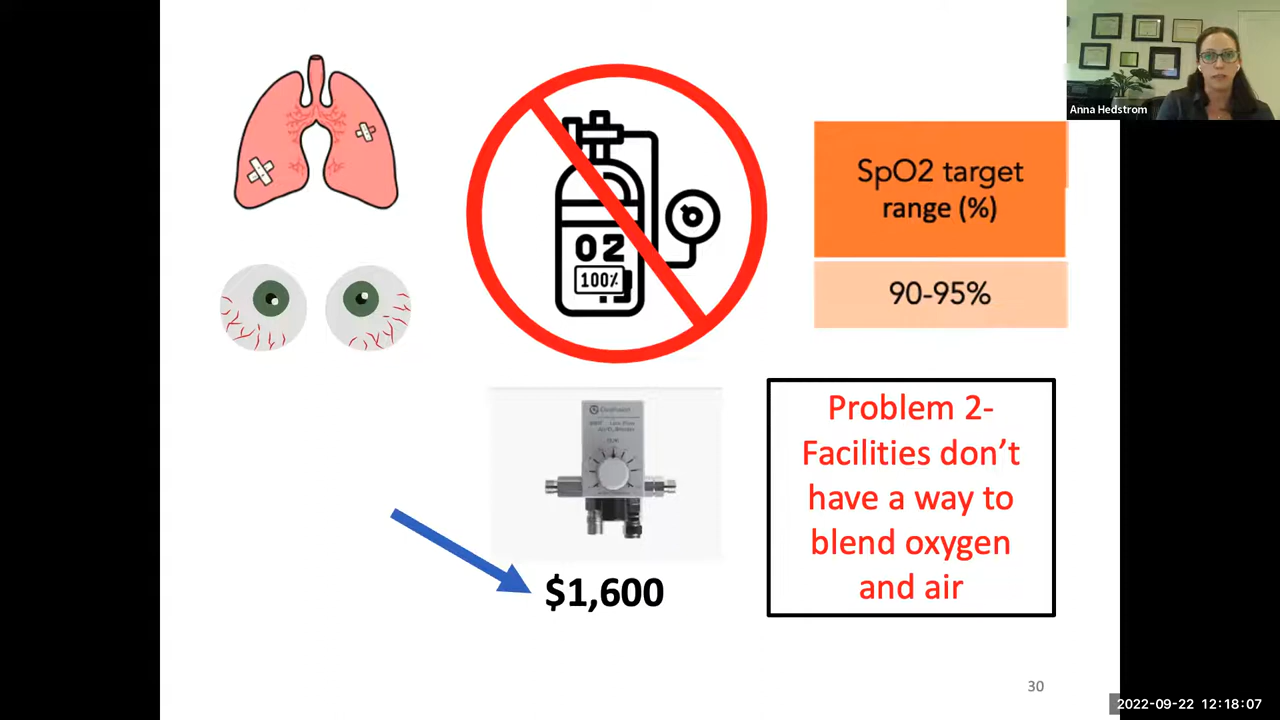 Anna Hedstrom
SpO2 target
range (%)
90-95%
O2
100%
$1,600
Problem 2-
Facilities don’t
have a way to
blend oxygen
and air
30
2022-09-22 12:18:07